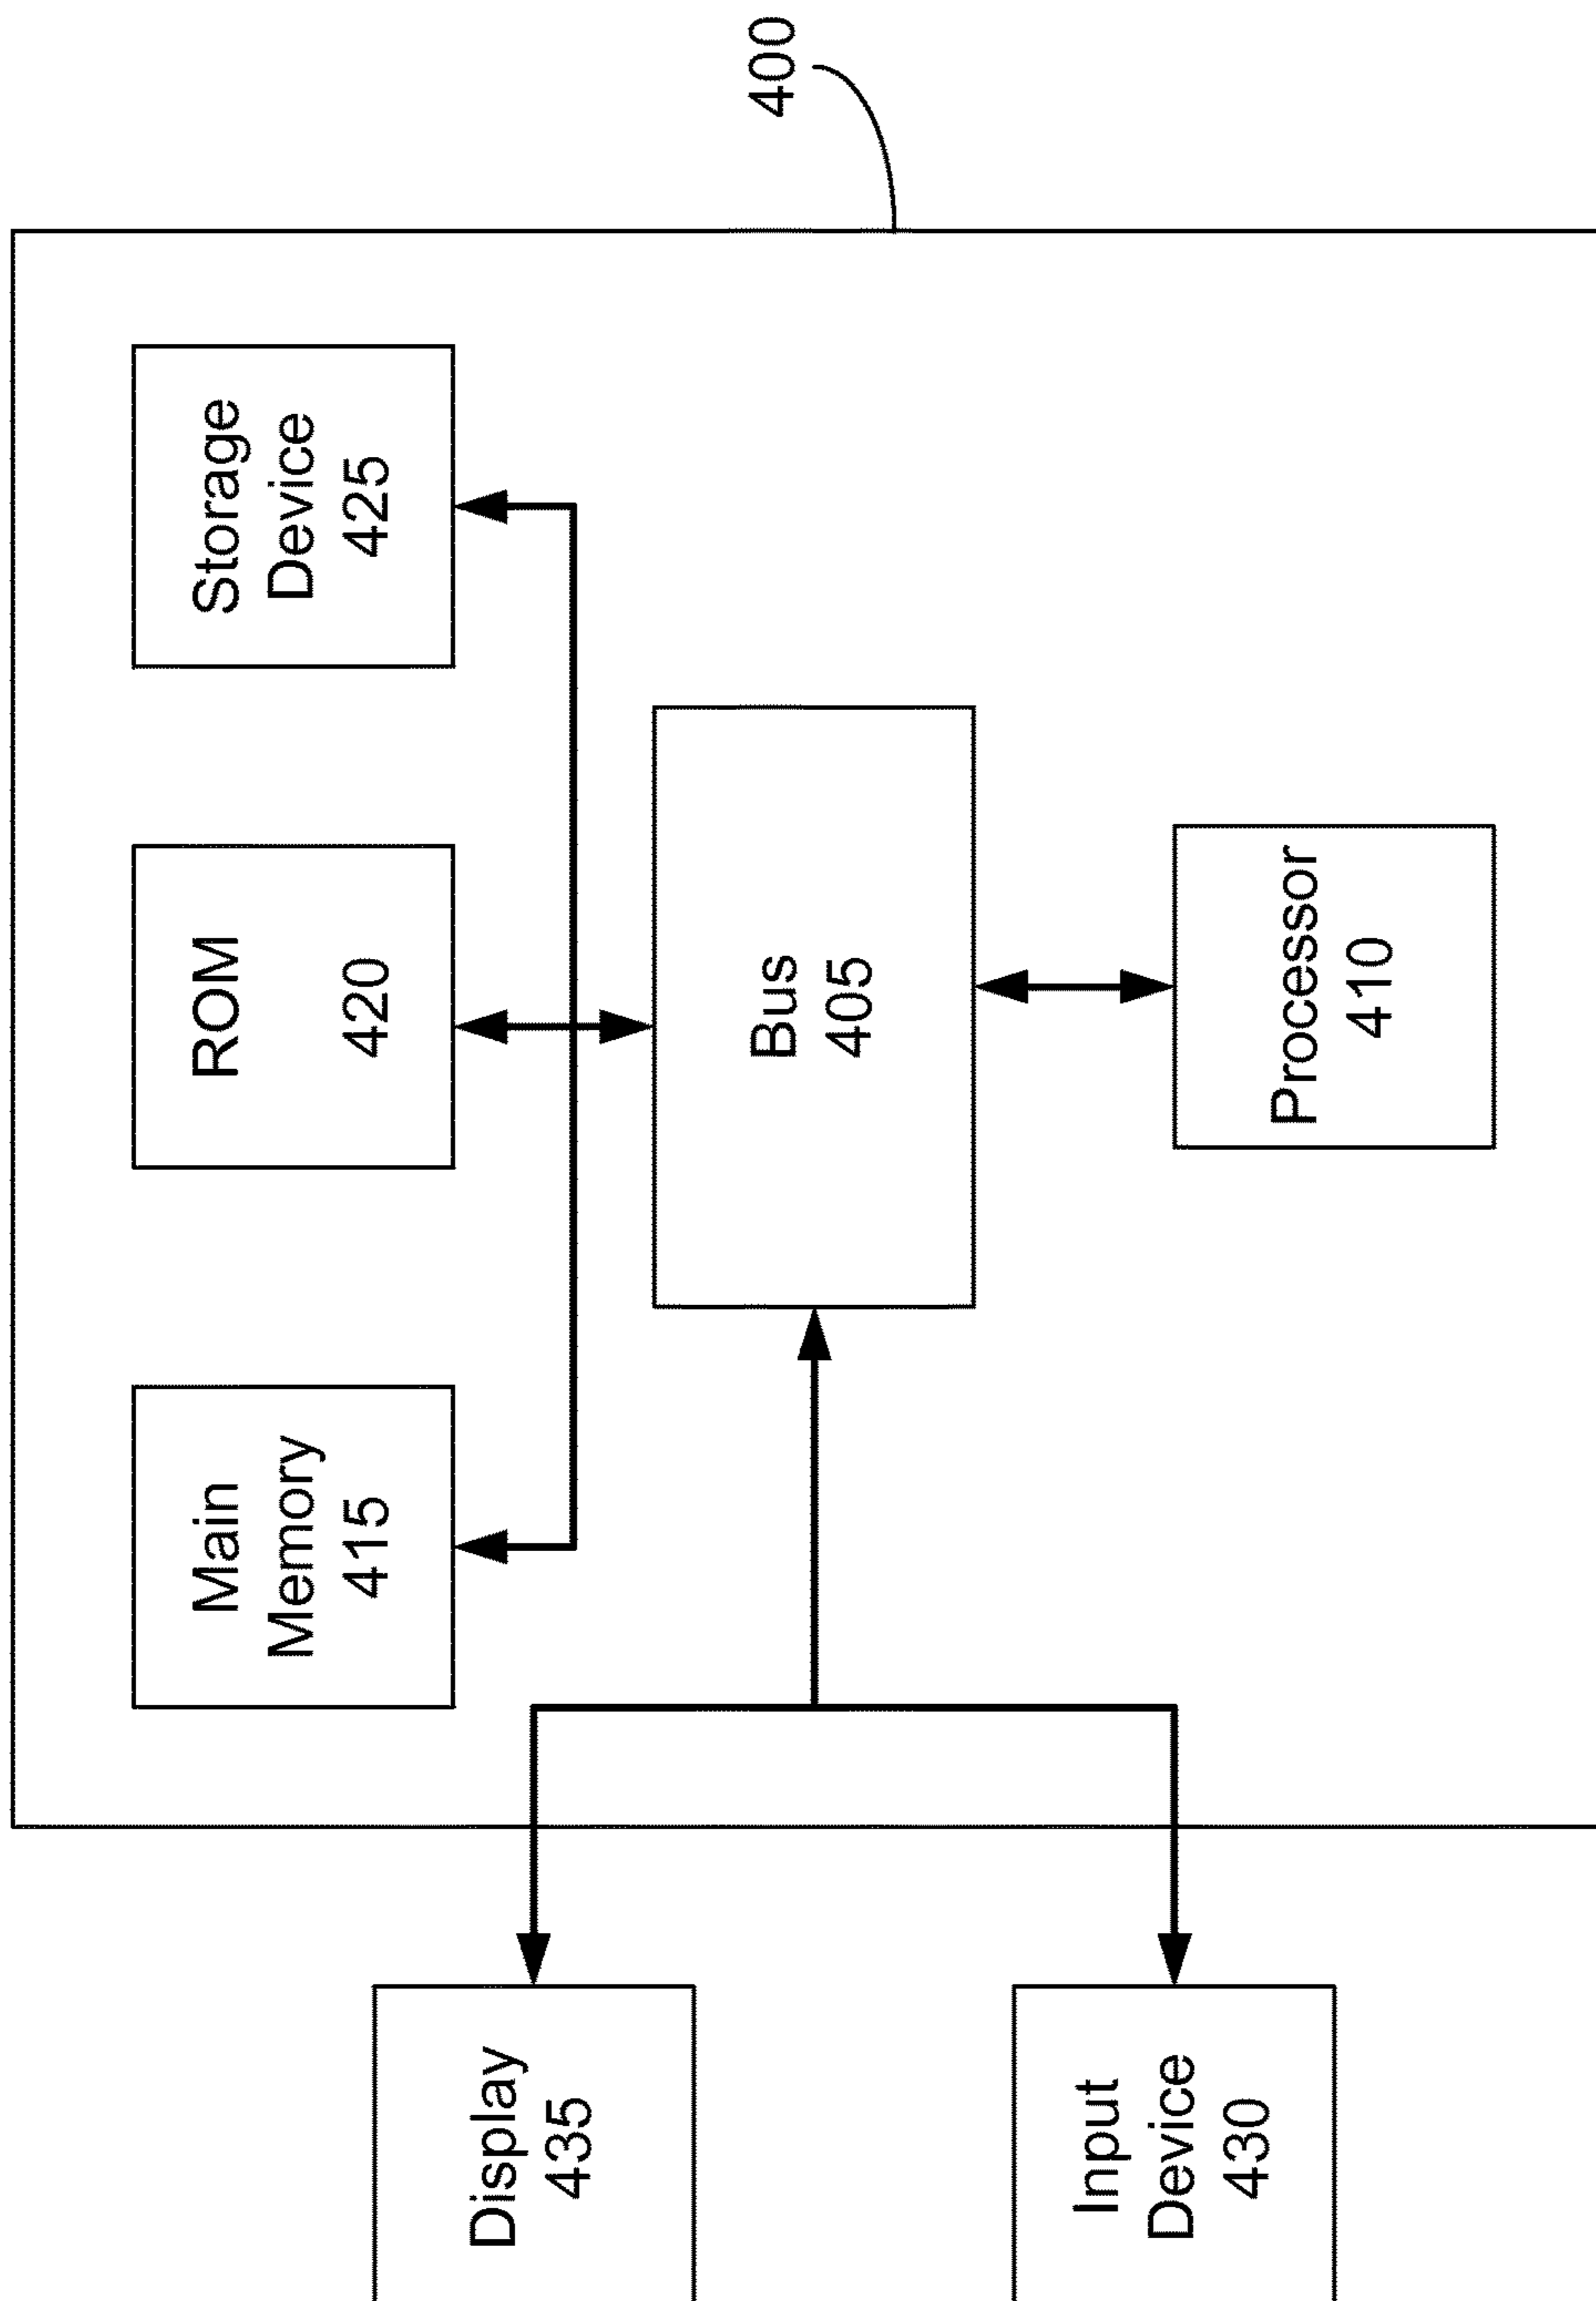 400
Main
Memory
415
ROM
420
Storage
Device
425
Display
435
Bus
405
Input
Device
430
Processor
410